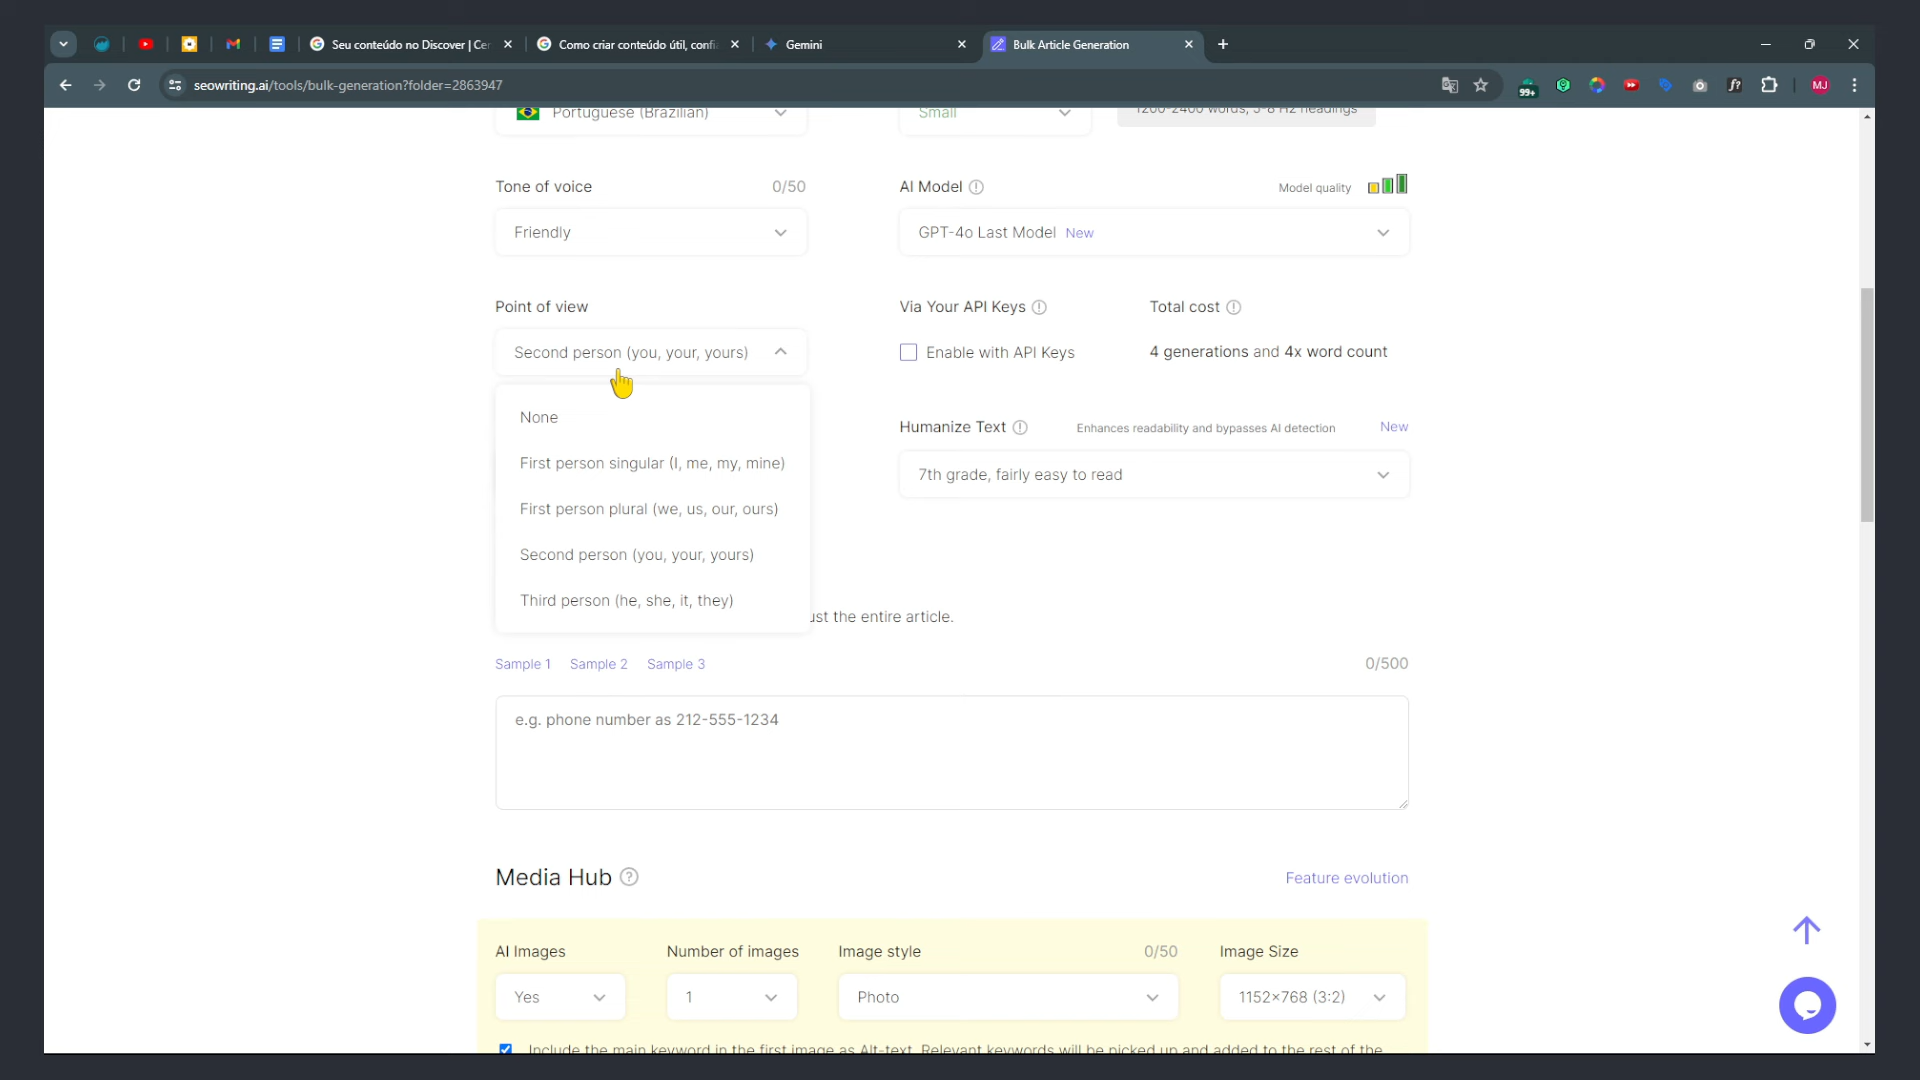 Seu conteúdo no Discover | Cer
Como criar conteúdo útil, confi
Gemini
Bulk Article Generation
seowriting.ai/tools/bulk-generation?folder=2863947
99+
f?
MJ
Portuguese (Brazilian)
Small
1200-2400 words, 5-8 H2 headings
Tone of voice
0/50
AI Model
Model quality
Friendly
GPT-4o Last Model New
Point of view
Via Your API Keys
Total cost
Second person (you, your, yours)
Enable with API Keys
4 generations and 4x word count
None
Humanize Text
Enhances readability and bypasses AI detection
New
First person singular (I, me, my, mine)
7th grade, fairly easy to read
First person plural (we, us, our, ours)
Second person (you, your, yours)
Third person (he, she, it, they)
ust the entire article.
Sample 1 Sample 2 Sample 3
0/500
e.g. phone number as 212-555-1234
Media Hub
Feature evolution
AI Images
Number of images
Image style
0/50
Image Size
Yes
1
Photo
1152×768 (3:2)
Include the main keyword in the first image as Alt-text. Relevant keywords will be picked up and added to the rest of the